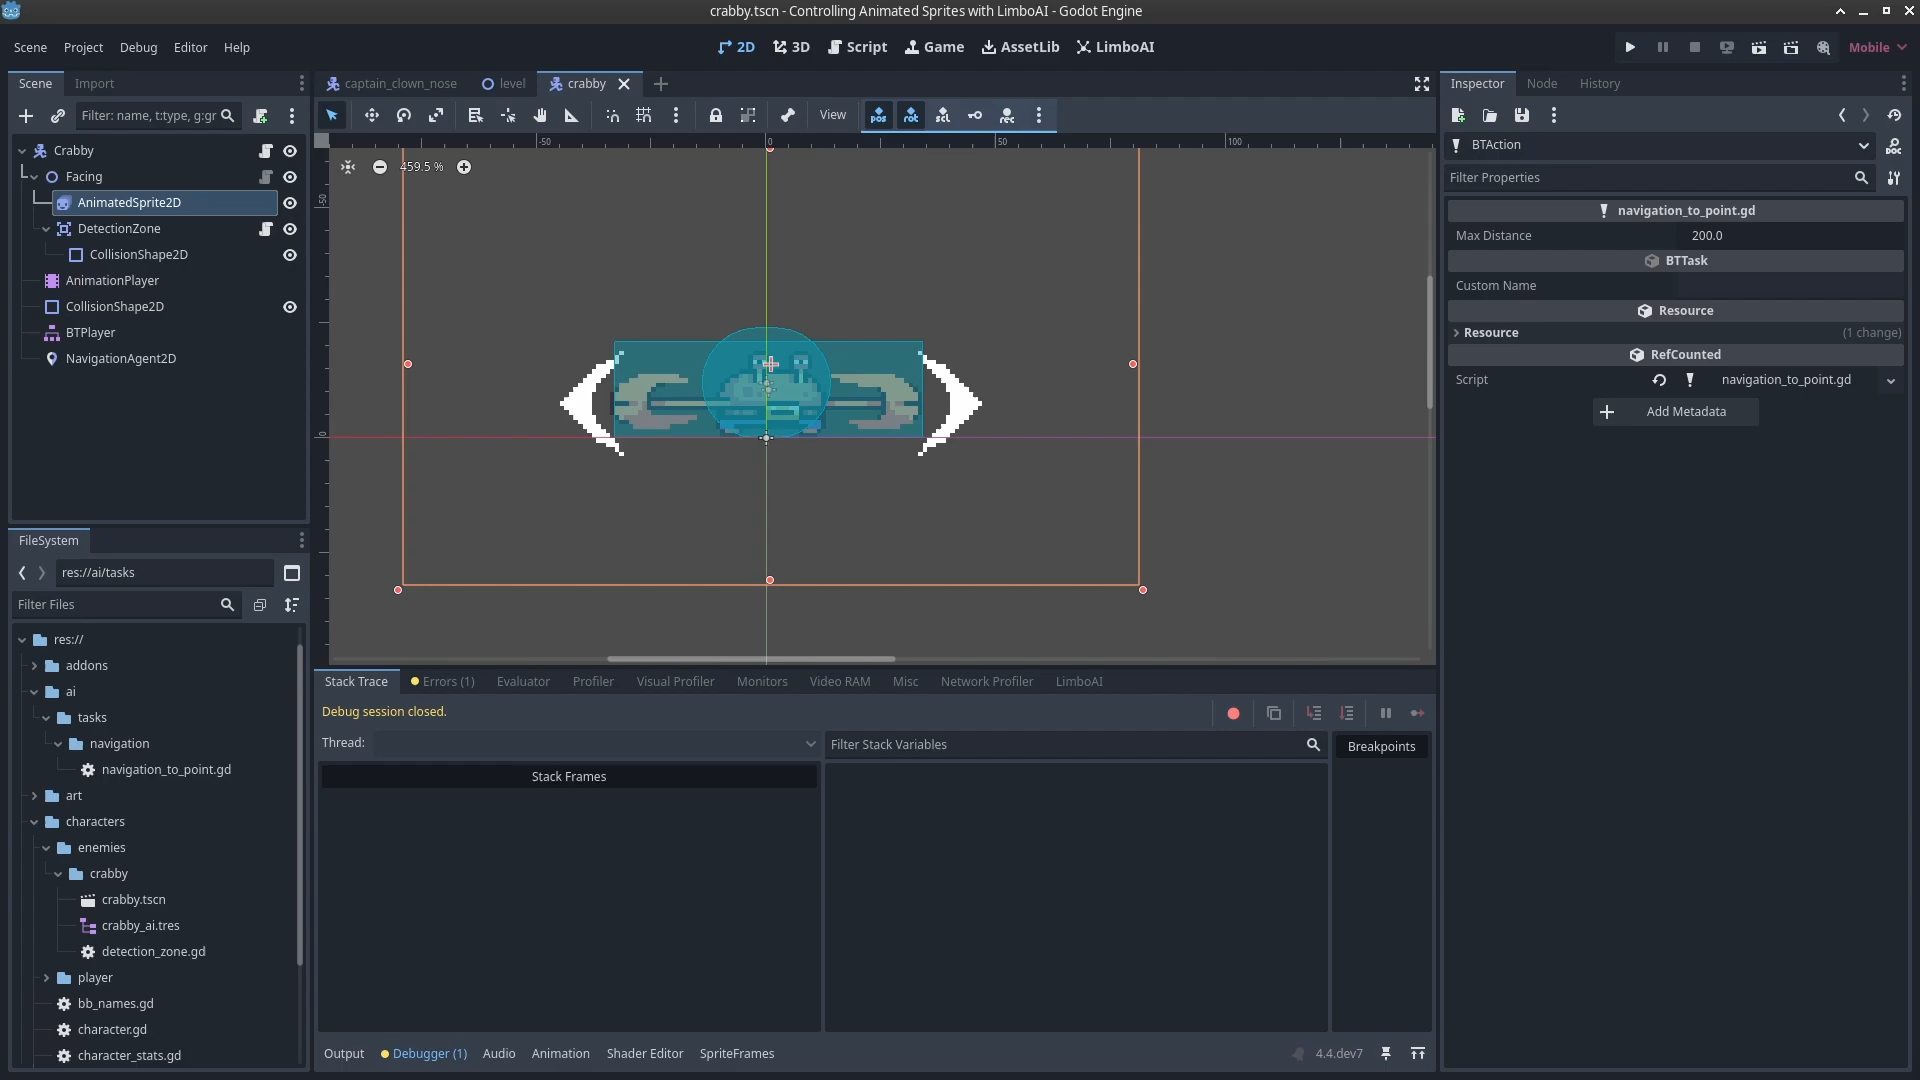 crabby.tscn - Controlling Animated Sprites with LimboAI - Godot Engine
Scene Project Debug Editor Help
2D 3D Script Game AssetLib LimboAI
Mobile
Scene Import
captain_clown_nose level crabby
Inspector Node History
Filter: name, t:type, g:gr
View
-50 0 50 100
-50
0
459.5 %
Crabby
Facing
AnimatedSprite2D
DetectionZone
CollisionShape2D
AnimationPlayer
CollisionShape2D
BTPlayer
NavigationAgent2D
FileSystem
res://ai/tasks
Filter Files
res://
addons
ai
tasks
navigation
navigation_to_point.gd
art
characters
enemies
crabby
crabby.tscn
crabby_ai.tres
detection_zone.gd
player
bb_names.gd
character.gd
character_stats.gd
Stack Trace Errors (1) Evaluator Profiler Visual Profiler Monitors Video RAM Misc Network Profiler LimboAI
Debug session closed.
Thread:
Filter Stack Variables
Breakpoints
Stack Frames
Output Debugger (1) Audio Animation Shader Editor SpriteFrames
4.4.dev7
BTAction
DOC
Filter Properties
navigation_to_point.gd
Max Distance 200.0
BTTask
Custom Name
Resource
Resource (1 change)
RefCounted
Script navigation_to_point.gd
Add Metadata